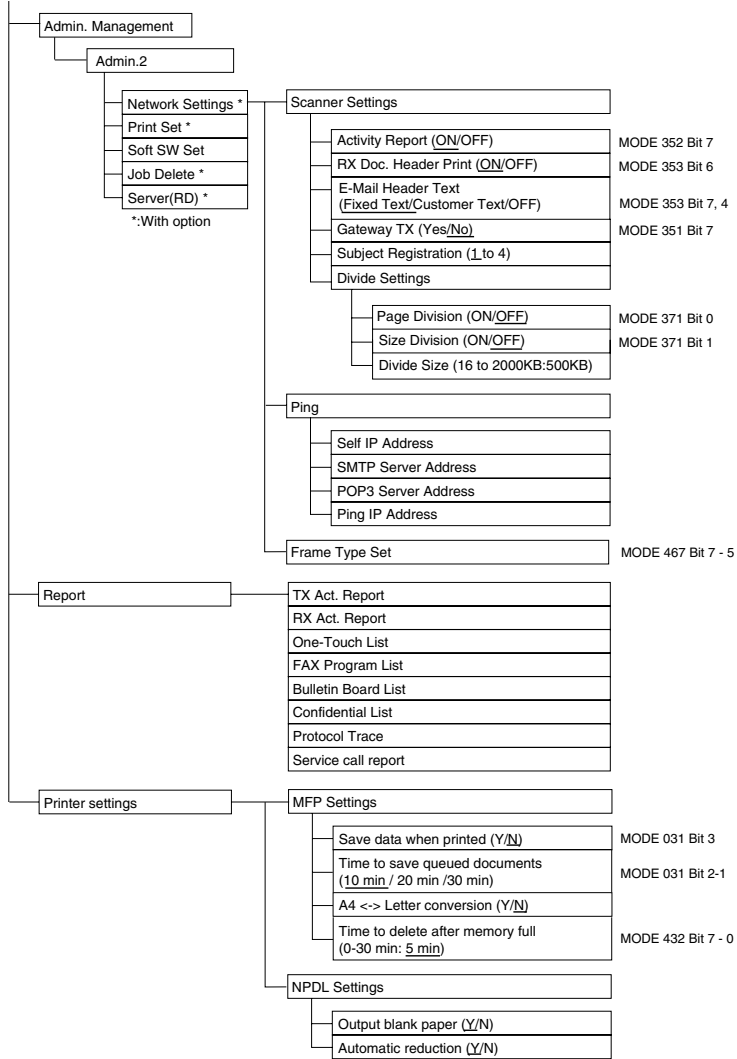 Admin. Management
Admin.2
Network Settings *
Print Set *
Soft SW Set
Job Delete *
Server(RD) *
*:With option
Scanner Settings
Activity Report (ON/OFF) MODE 352 Bit 7
RX Doc. Header Print (ON/OFF) MODE 353 Bit 6
E-Mail Header Text
(Fixed Text/Customer Text/OFF) MODE 353 Bit 7, 4
Gateway TX (Yes/No) MODE 351 Bit 7
Subject Registration (1 to 4)
Divide Settings
Page Division (ON/OFF) MODE 371 Bit 0
Size Division (ON/OFF) MODE 371 Bit 1
Divide Size (16 to 2000KB:500KB)
Ping
Self IP Address
SMTP Server Address
POP3 Server Address
Ping IP Address
Frame Type Set MODE 467 Bit 7 - 5
Report
TX Act. Report
RX Act. Report
One-Touch List
FAX Program List
Bulletin Board List
Confidential List
Protocol Trace
Service call report
Printer settings
MFP Settings
Save data when printed (Y/N) MODE 031 Bit 3
Time to save queued documents
(10 min / 20 min /30 min) MODE 031 Bit 2-1
A4 <-> Letter conversion (Y/N)
Time to delete after memory full
(0-30 min: 5 min) MODE 432 Bit 7 - 0
NPDL Settings
Output blank paper (Y/N)
Automatic reduction (Y/N)